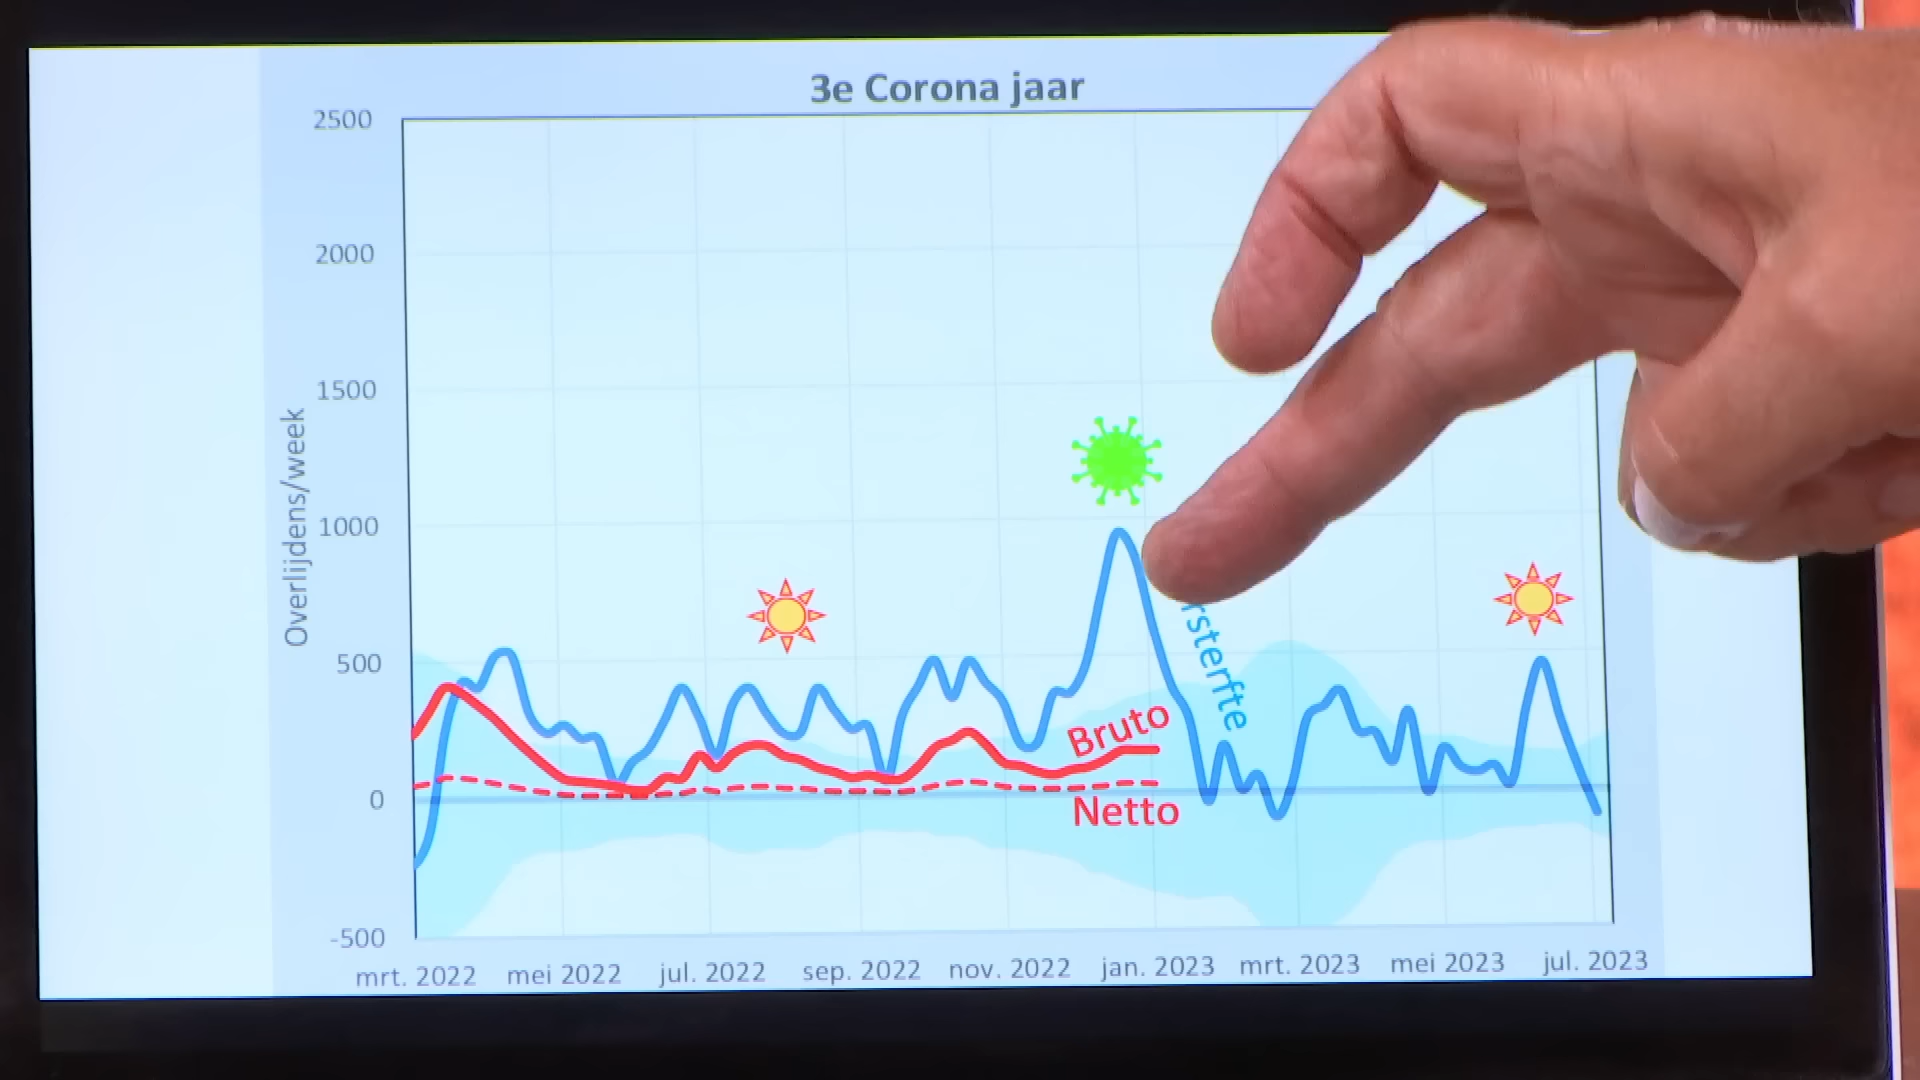 3e Corona jaar
2500
2000
1500
1000
500
0
-500
Overlijdens/week
rsterfte
Bruto
Netto
mrt. 2022 mei 2022 jul. 2022 sep. 2022 nov. 2022 jan. 2023 mrt. 2023 mei 2023 jul. 2023